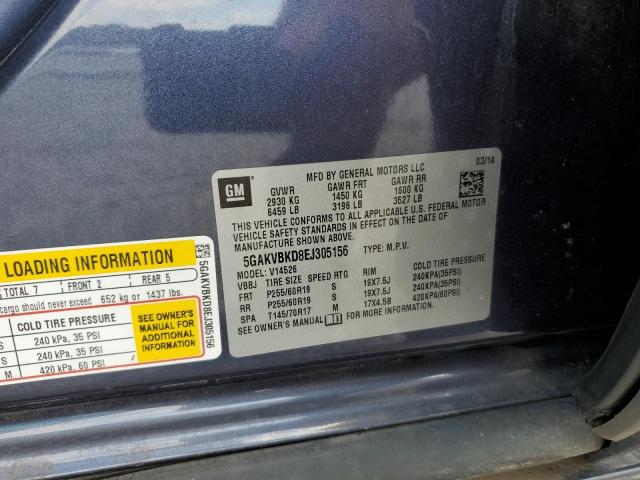 MFD BY GENERAL MOTORS LLC
03/14
GM
GVWR GAWR FRT GAWR RR
2930 KG 1450 KG 1600 KG
6459 LB 3196 LB 3527 LB
THIS VEHICLE CONFORMS TO ALL APPLICABLE U.S. FEDERAL MOTOR
VEHICLE SAFETY STANDARDS IN EFFECT ON THE DATE OF
MANUFACTURE SHOWN ABOVE.
5GAKVBKD8EJ305156 TYPE: M.P.V.
MODEL: V14526
VBBJ TIRE SIZE SPEED RTG RIM COLD TIRE PRESSURE
FRT P255/60R19 S 19X7.5J 240KPA(35PSI)
RR P255/60R19 S 19X7.5J 240KPA(35PSI)
SPA T145/70R17 M 17X4.5B 420KPA(60PSI)
SEE OWNER'S MANUAL FOR MORE INFORMATION.
LOADING INFORMATION
TOTAL 7 FRONT 2 REAR 5
cargo should never exceed 652 kg or 1437 lbs.
COLD TIRE PRESSURE
S 240 kPa, 35 PSI
S 240 kPa, 35 PSI
M 420 kPa, 60 PSI
SEE OWNER'S
MANUAL FOR
ADDITIONAL
INFORMATION
5GAKVBKD8EJ305156